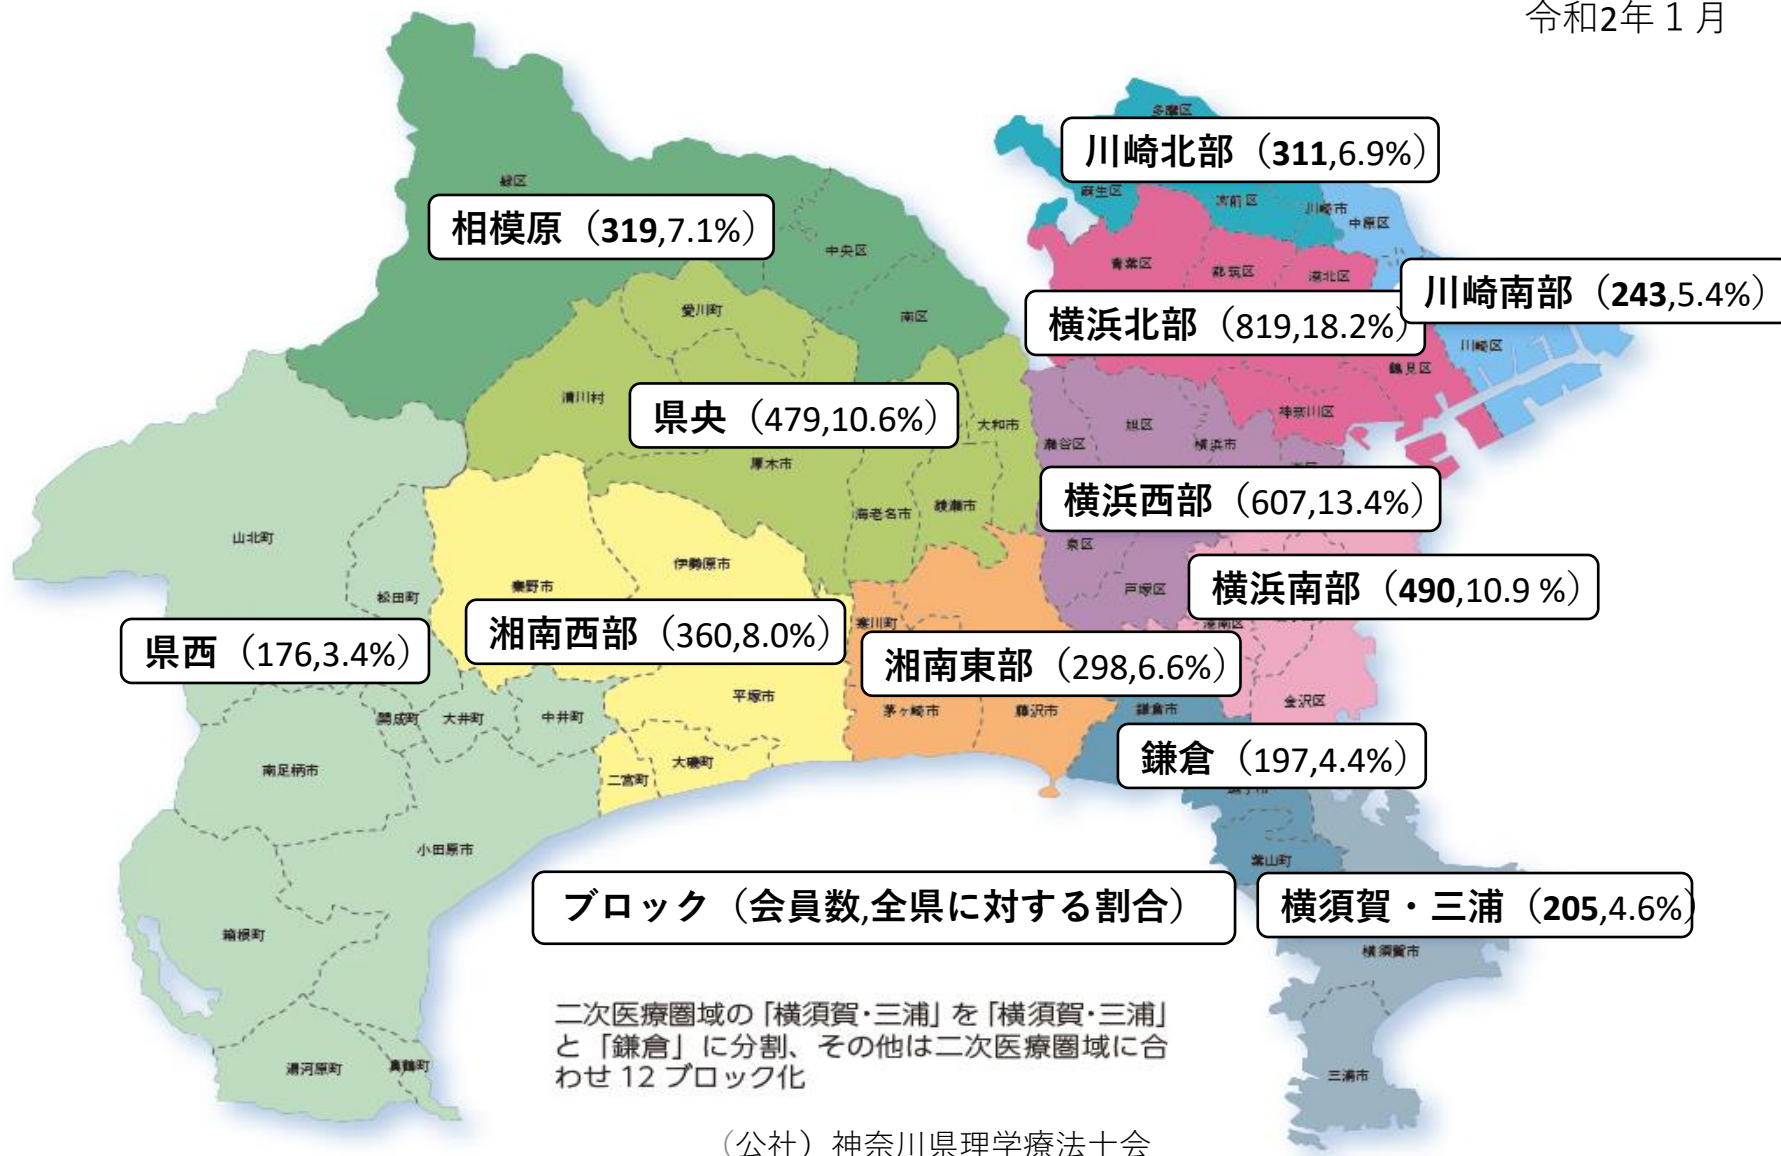 令和2年１月
多摩区
川崎北部（311,6.9%）
麻生区
宮前区
川崎市
中原区
緑区
相模原（319,7.1%）
中央区
南区
青葉区
都筑区
港北区
川崎南部（243,5.4%）
横浜北部（819,18.2%）
川崎区
鶴見区
神奈川区
愛川町
清川村
県央（479,10.6%）
大和市
厚木市
海老名市
綾瀬市
瀬谷区
旭区
横浜市
横浜西部（607,13.4%）
泉区
戸塚区
横浜南部（490,10.9 %）
港南区
金沢区
山北町
松田町
秦野市
伊勢原市
県西（176,3.4%）
湘南西部（360,8.0%）
寒川町
湘南東部（298,6.6%）
開成町
大井町
中井町
平塚市
茅ヶ崎市
藤沢市
鎌倉市
鎌倉（197,4.4%）
南足柄市
二宮町
大磯町
小田原市
葉山町
ブロック（会員数,全県に対する割合）
横須賀・三浦（205,4.6%）
箱根町
横須賀市
湯河原町
真鶴町
三浦市
二次医療圏域の「横須賀･三浦」を「横須賀･三浦」
と「鎌倉」に分割、その他は二次医療圏域に合
わせ 12 ブロック化
（公社）神奈川県理学療法士会